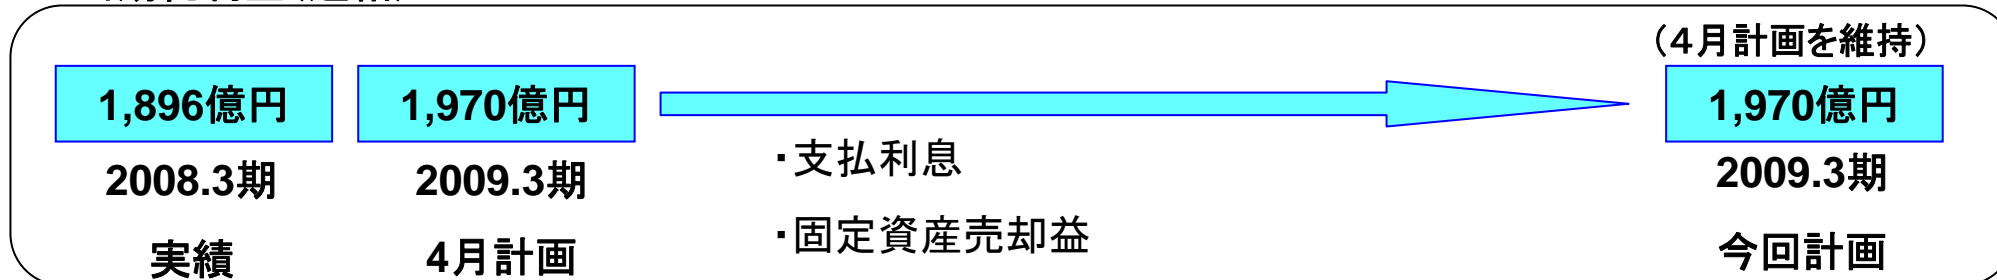 (4月計画を維持)
1,896億円
1,970億円
1,970億円
2008.3期
2009.3期
・支払利息
2009.3期
実績
4月計画
・固定資産売却益
今回計画